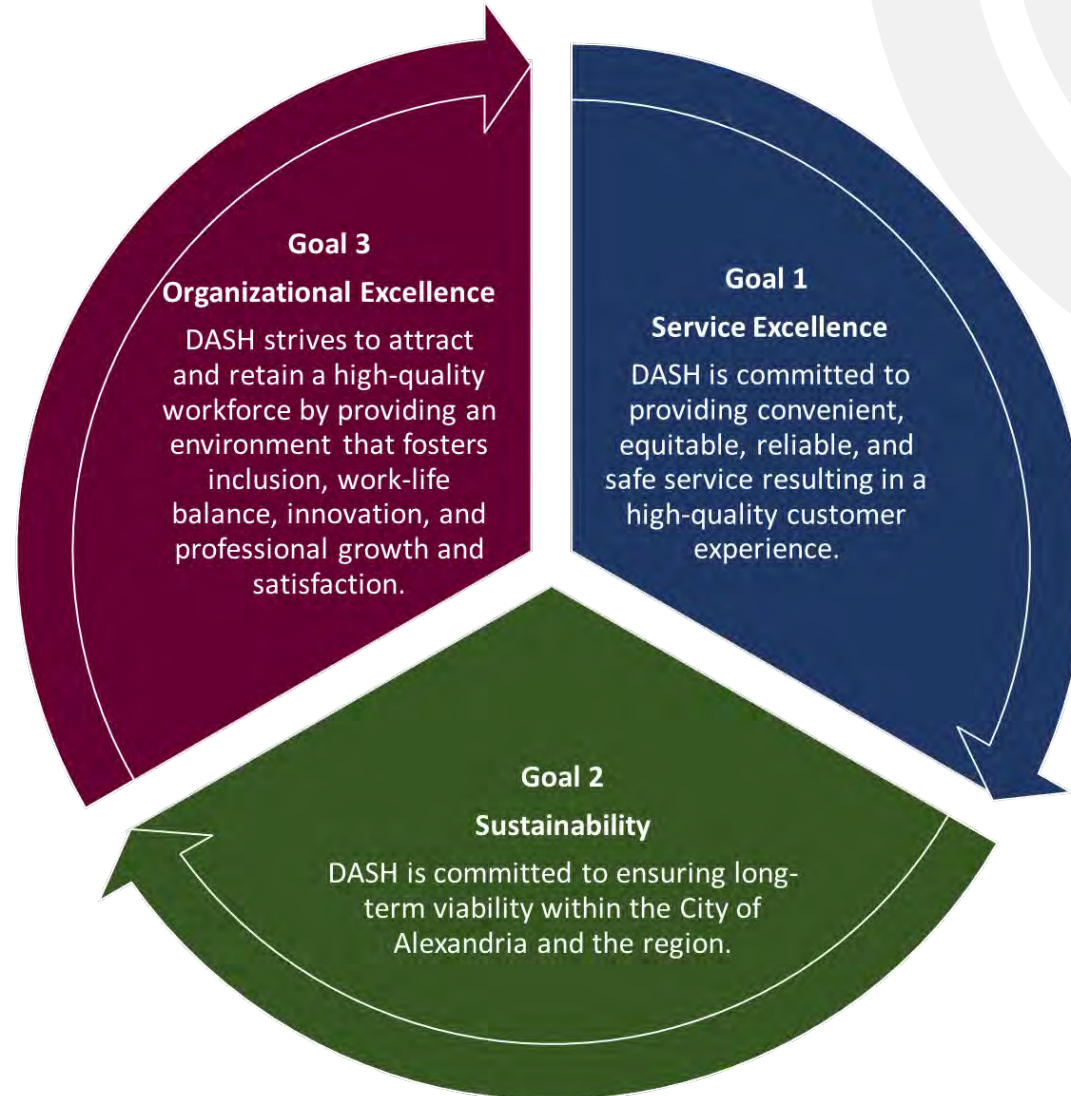 Goal 1
Service Excellence
DASH is committed to
providing convenient,
equitable, reliable, and
safe service resulting in a
high-quality customer
experience.
Goal 2
Sustainability
DASH is committed to ensuring long-
term viability within the City of
Alexandria and the region.
Goal 3
Organizational Excellence
DASH strives to attract
and retain a high-quality
workforce by providing an
environment that fosters
inclusion, work-life
balance, innovation, and
professional growth and
satisfaction.